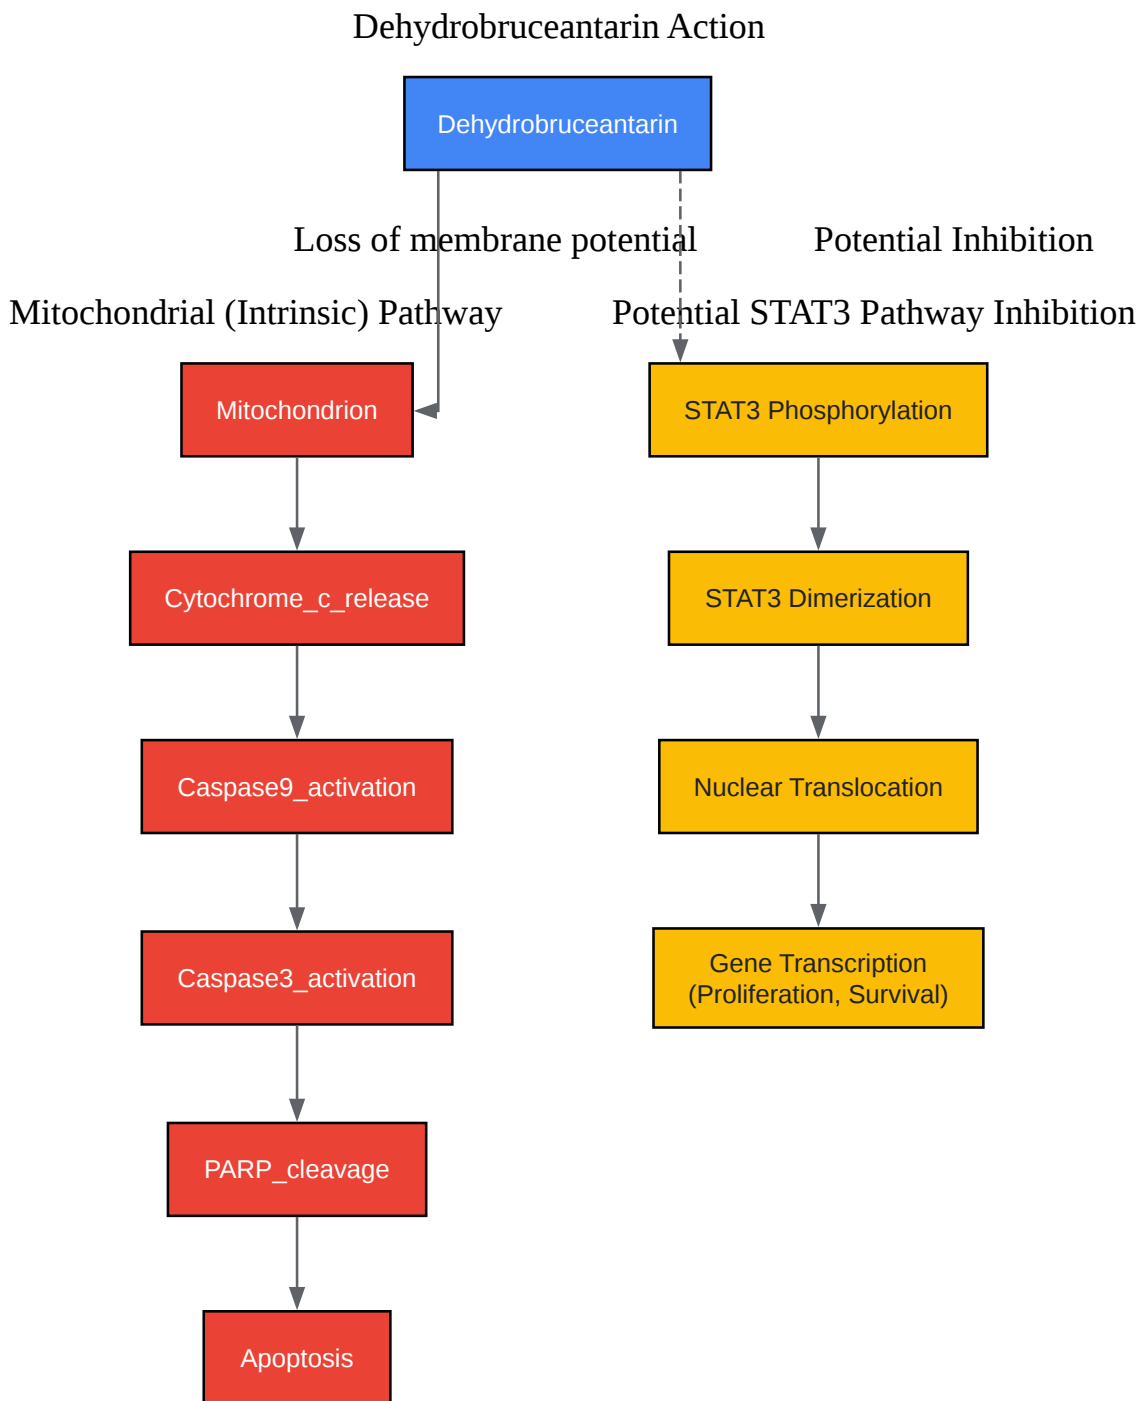 Dehydrobruceantarin Action
Dehydrobruceantarin
Loss of membrane potential
Potential Inhibition
Mitochondrial (Intrinsic) Pathway
Potential STAT3 Pathway Inhibition
Mitochondrion
STAT3 Phosphorylation
Cytochrome_c_release
STAT3 Dimerization
Caspase9_activation
Nuclear Translocation
Caspase3_activation
Gene Transcription
(Proliferation, Survival)
PARP_cleavage
Apoptosis